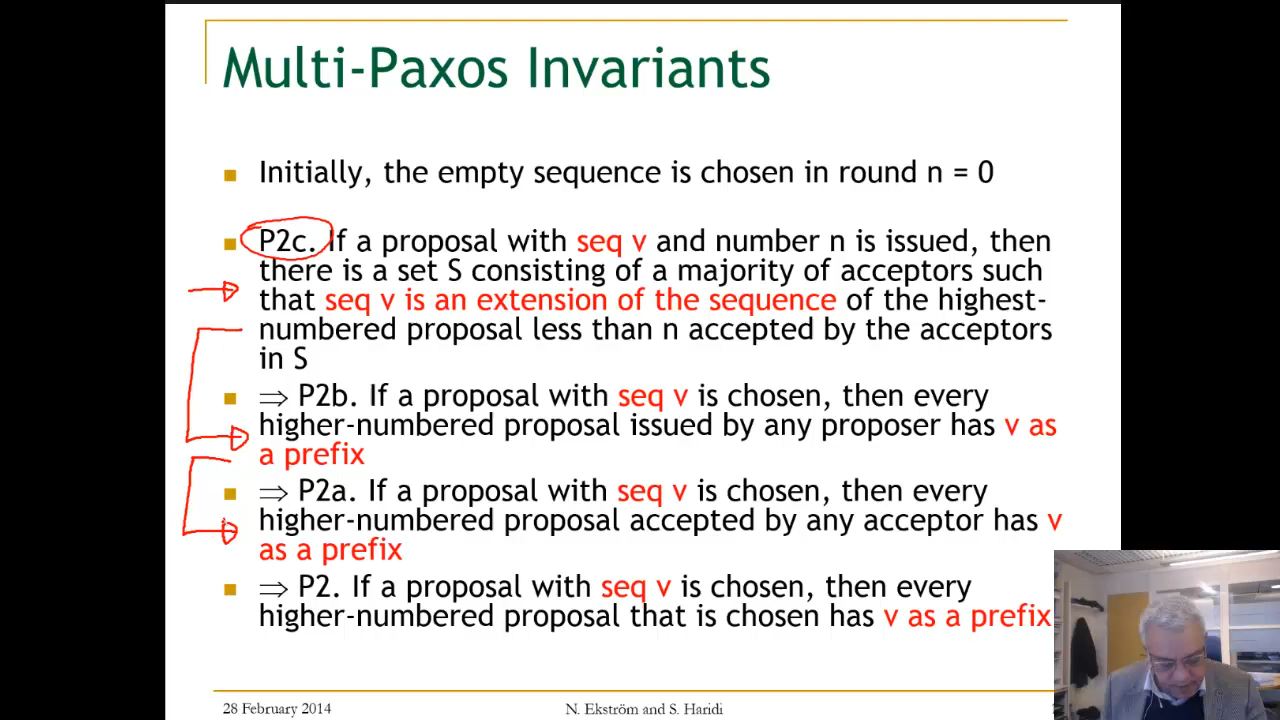 Multi-Paxos Invariants
Initially, the empty sequence is chosen in round n = 0
P2c. If a proposal with seq v and number n is issued, then
there is a set S consisting of a majority of acceptors such
that seq v is an extension of the sequence of the highest-
numbered proposal less than n accepted by the acceptors
in S
⇒ P2b. If a proposal with seq v is chosen, then every
higher-numbered proposal issued by any proposer has v as
a prefix
⇒ P2a. If a proposal with seq v is chosen, then every
higher-numbered proposal accepted by any acceptor has v
as a prefix
⇒ P2. If a proposal with seq v is chosen, then every
higher-numbered proposal that is chosen has v as a prefix
28 February 2014
N. Ekström and S. Haridi